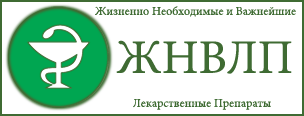 Жизненно Необходимые и Важнейшие
ЖНВЛП
Лекарственные Препараты